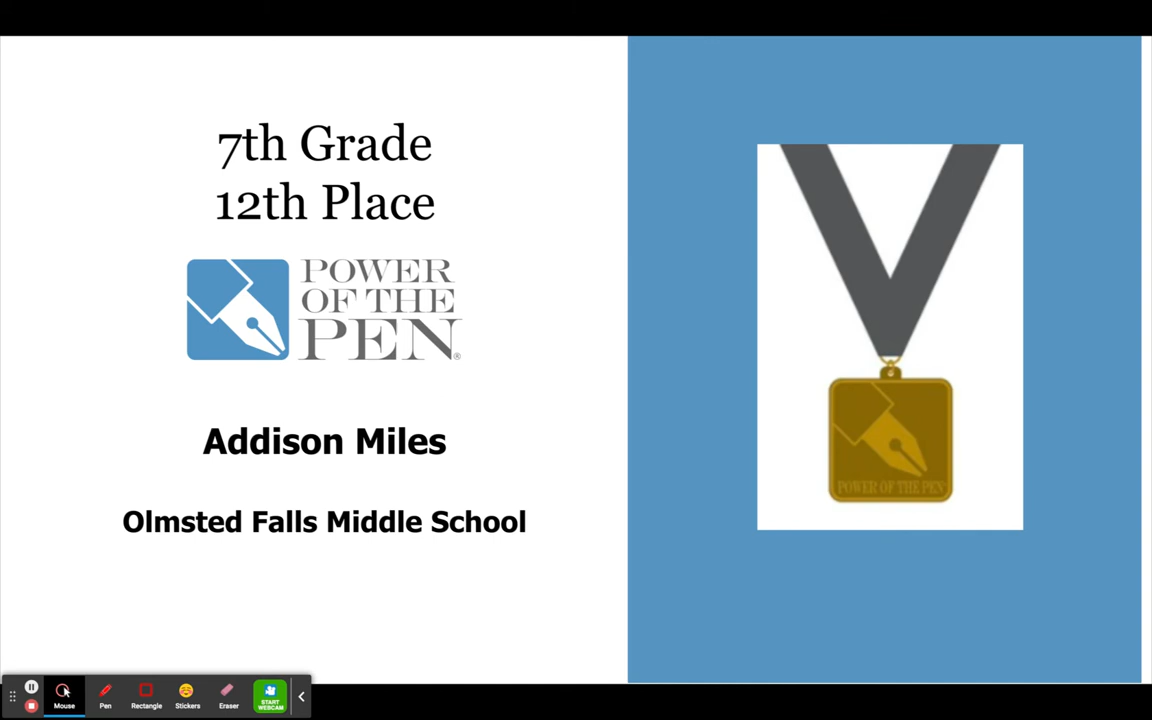 7th Grade
12th Place
POWER
OF THE
PEN®
Addison Miles
Olmsted Falls Middle School
POWER OF THE PEN
Mouse
Pen
Rectangle
Stickers
Eraser
START
WEBCAM